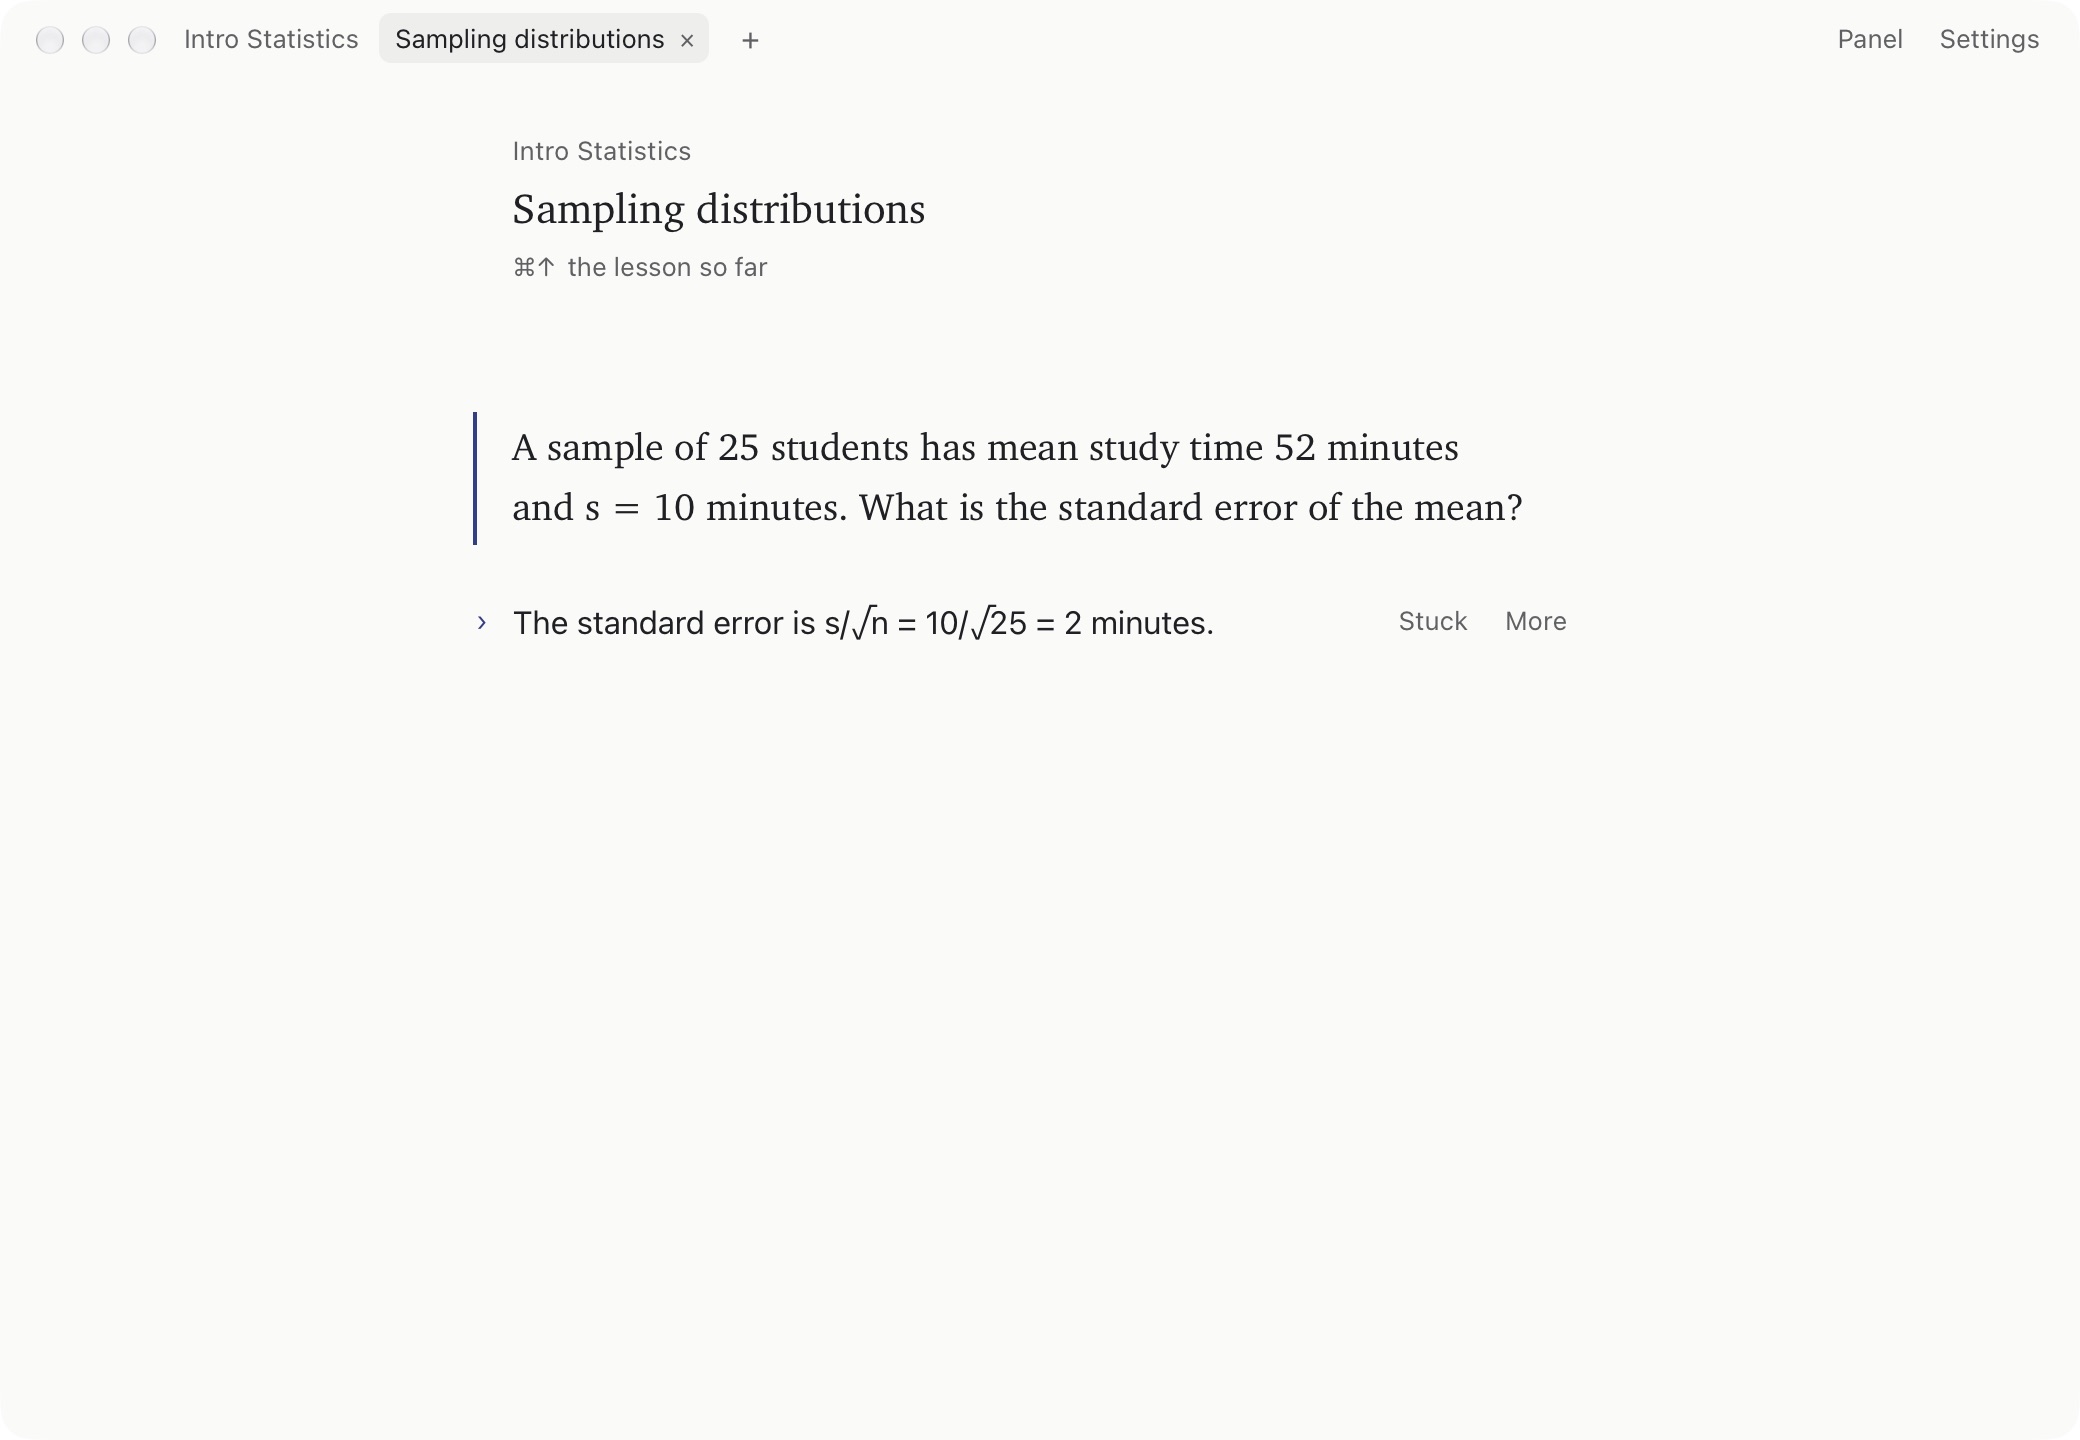 Intro Statistics
Sampling distributions ×
+
Panel
Settings
Intro Statistics
Sampling distributions
⌘↑ the lesson so far
A sample of 25 students has mean study time 52 minutes
and s = 10 minutes. What is the standard error of the mean?
› The standard error is s/√n = 10/√25 = 2 minutes.
Stuck
More